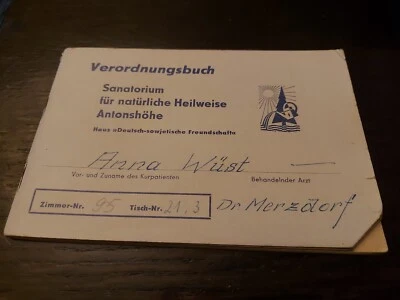 Verordnungsbuch
Sanatorium
für natürliche Heilweise
Antonshöhe
Haus »Deutsch-sowjetische Freundschaft«
Anna Wüst —
Vor- und Zuname des Kurpatienten Behandelnder Arzt
Zimmer-Nr. 95 Tisch-Nr. 21.3 Dr Merzdorf